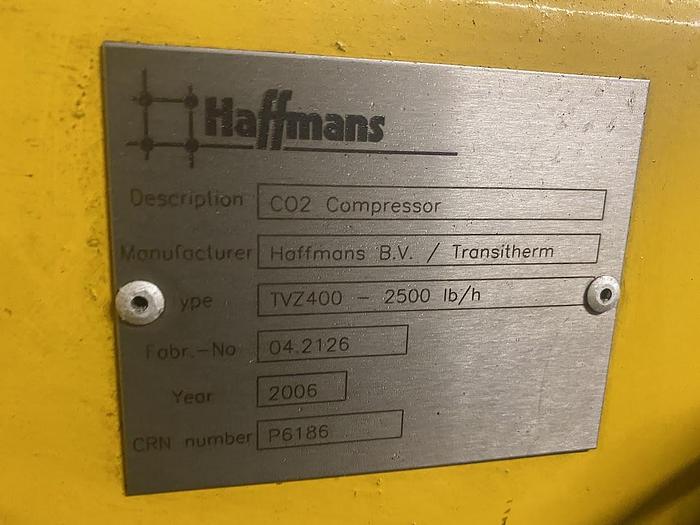 Haffmans
Description CO2 Compressor
Manufacturer Haffmans B.V. / Transitherm
ype TVZ400 - 2500 lb/h
Fabr.-No 04.2126
Year 2006
CRN number P6186